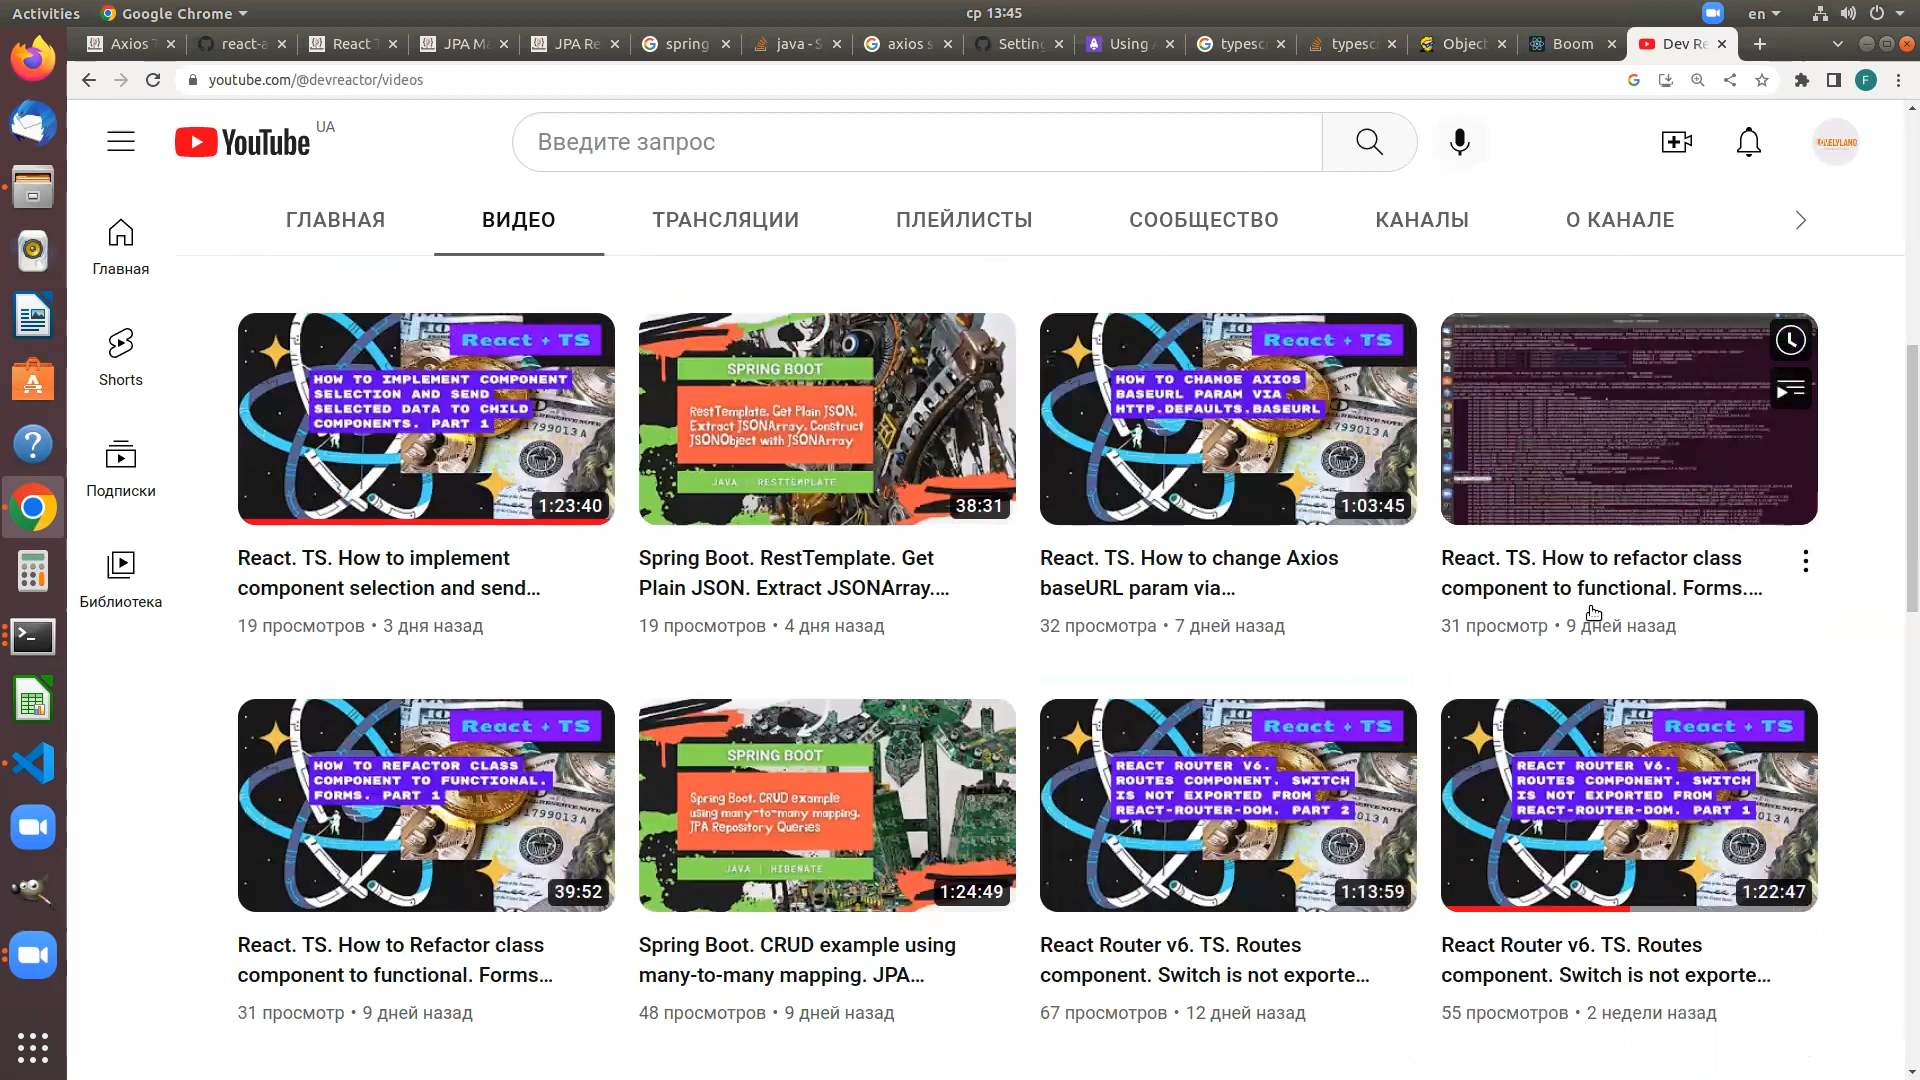 Activities
Google Chrome
ср 13:45
en
Axios T
react-a
React T
JPA Ma
JPA Re
spring
java - S
axios s
Setting
Using A
typesc
typesc
Object
Boom
Dev Re
youtube.com/@devreactor/videos
F
YouTube
UA
Введите запрос
PIXELYLAND
ГЛАВНАЯ
ВИДЕО
ТРАНСЛЯЦИИ
ПЛЕЙЛИСТЫ
СООБЩЕСТВО
КАНАЛЫ
О КАНАЛЕ
Главная
Shorts
Подписки
Библиотека
React + TS
HOW TO IMPLEMENT COMPONENT
SELECTION AND SEND
SELECTED DATA TO CHILD
COMPONENTS. PART 1
1:23:40
SPRING BOOT
RestTemplate. Get Plain JSON.
Extract JSONArray. Construct
JSONObject with JSONArray
JAVA | RESTTEMPLATE
38:31
React + TS
HOW TO CHANGE AXIOS
BASEURL PARAM VIA
HTTP.DEFAULTS.BASEURL
1:03:45
React. TS. How to implement
component selection and send...
19 просмотров • 3 дня назад
Spring Boot. RestTemplate. Get
Plain JSON. Extract JSONArray....
19 просмотров • 4 дня назад
React. TS. How to change Axios
baseURL param via...
32 просмотра • 7 дней назад
React. TS. How to refactor class
component to functional. Forms....
31 просмотр • 9 дней назад
React + TS
HOW TO REFACTOR CLASS
COMPONENT TO FUNCTIONAL.
FORMS. PART 1
39:52
SPRING BOOT
Spring Boot. CRUD example
using many-to-many mapping.
JPA Repository Queries
JAVA | HIBENATE
1:24:49
React + TS
REACT ROUTER V6.
ROUTES COMPONENT. SWITCH
IS NOT EXPORTED FROM
REACT-ROUTER-DOM. PART 2
1:13:59
React + TS
REACT ROUTER V6.
ROUTES COMPONENT. SWITCH
IS NOT EXPORTED FROM
REACT-ROUTER-DOM. PART 1
1:22:47
React. TS. How to Refactor class
component to functional. Forms...
31 просмотр • 9 дней назад
Spring Boot. CRUD example using
many-to-many mapping. JPA...
48 просмотров • 9 дней назад
React Router v6. TS. Routes
component. Switch is not exporte...
67 просмотров • 12 дней назад
React Router v6. TS. Routes
component. Switch is not exporte...
55 просмотров • 2 недели назад